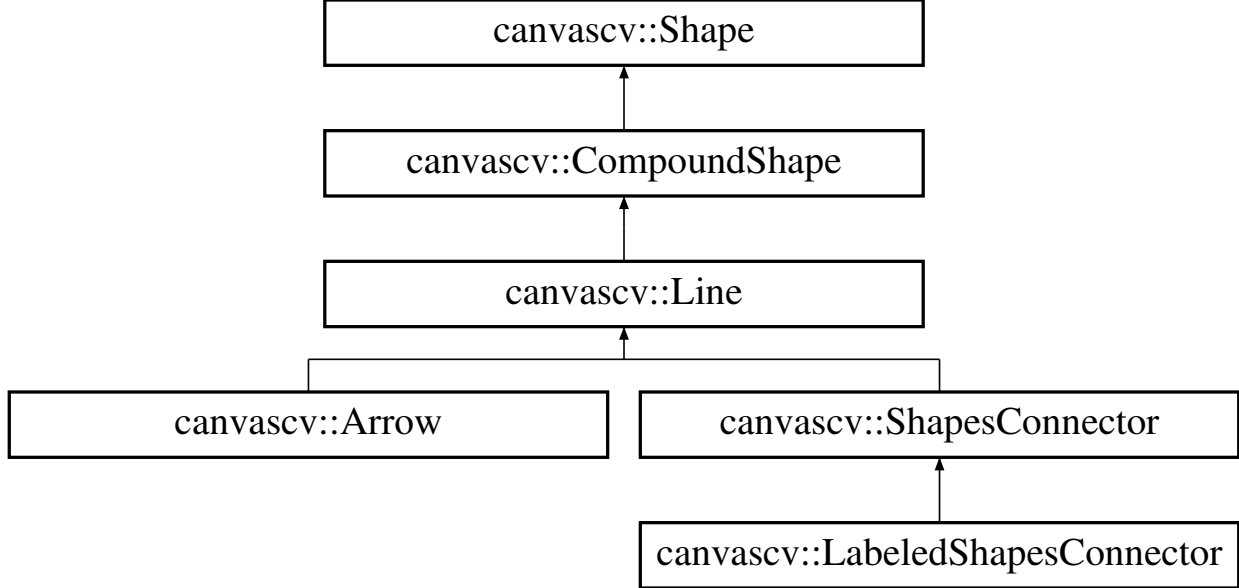 canvascv::Shape
canvascv::CompoundShape
canvascv::Line
canvascv::Arrow
canvascv::ShapesConnector
canvascv::LabeledShapesConnector